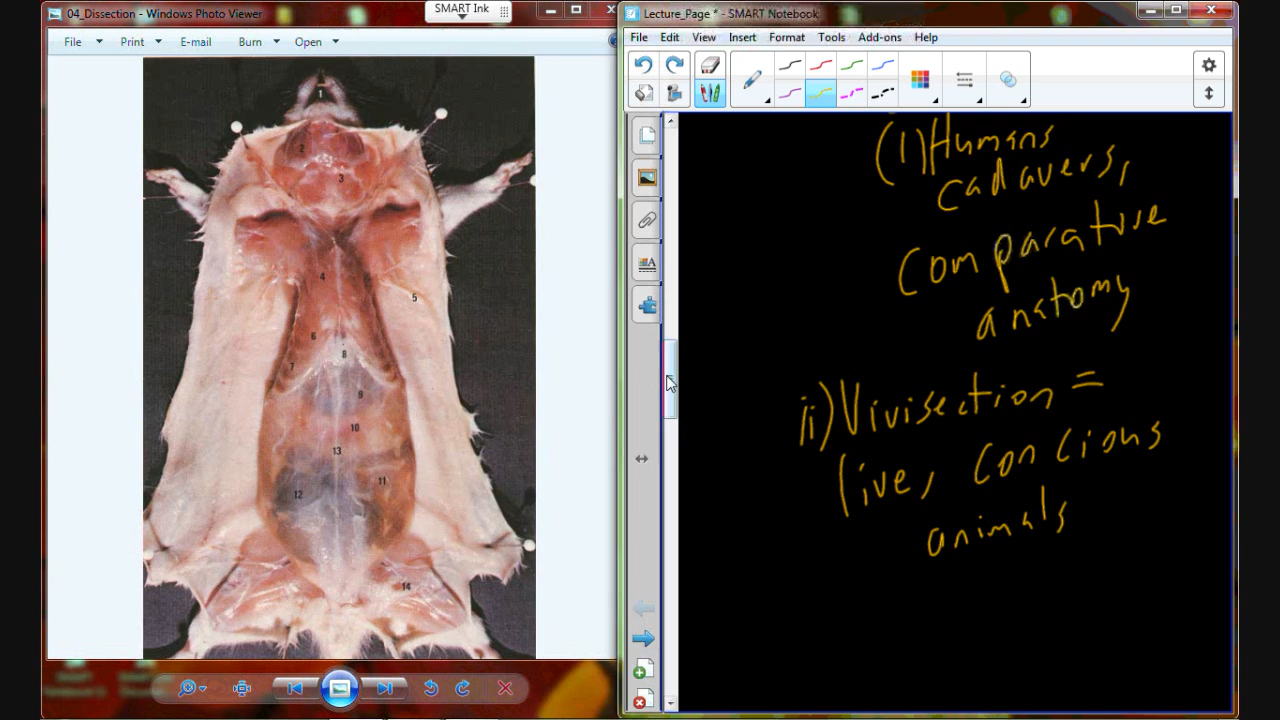 04_Dissection - Windows Photo Viewer
SMART Ink
File Print E-mail Burn Open
1
2
3
4
5
6
7
8
9
10
13
11
12
14
Lecture_Page * - SMART Notebook
File Edit View Insert Format Tools Add-ons Help
(1) Humans
cadavers,
comparative
anatomy
ii) Vivisection =
live, concious
animals